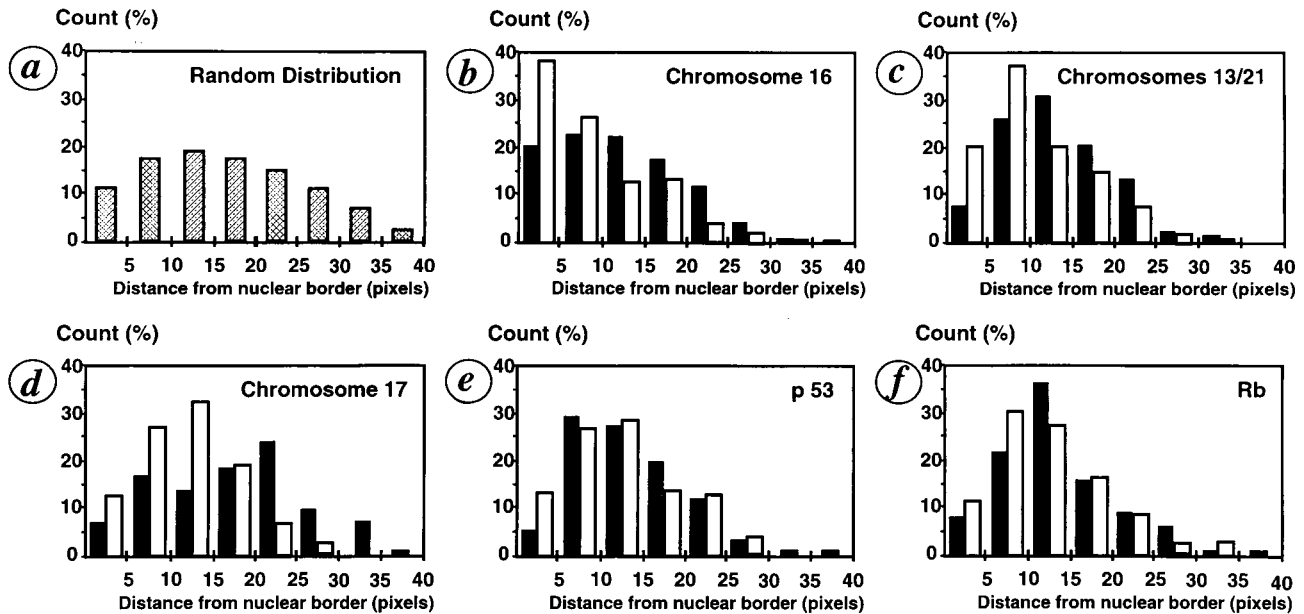 Count (%)
a
Random Distribution
40
30
20
10
0
5 10 15 20 25 30 35 40
Distance from nuclear border (pixels)
Count (%)
b
Chromosome 16
40
30
20
10
0
5 10 15 20 25 30 35 40
Distance from nuclear border (pixels)
Count (%)
c
Chromosomes 13/21
40
30
20
10
0
5 10 15 20 25 30 35 40
Distance from nuclear border (pixels)
Count (%)
d
Chromosome 17
40
30
20
10
0
5 10 15 20 25 30 35 40
Distance from nuclear border (pixels)
Count (%)
e
p 53
40
30
20
10
0
5 10 15 20 25 30 35 40
Distance from nuclear border (pixels)
Count (%)
f
Rb
40
30
20
10
0
5 10 15 20 25 30 35 40
Distance from nuclear border (pixels)